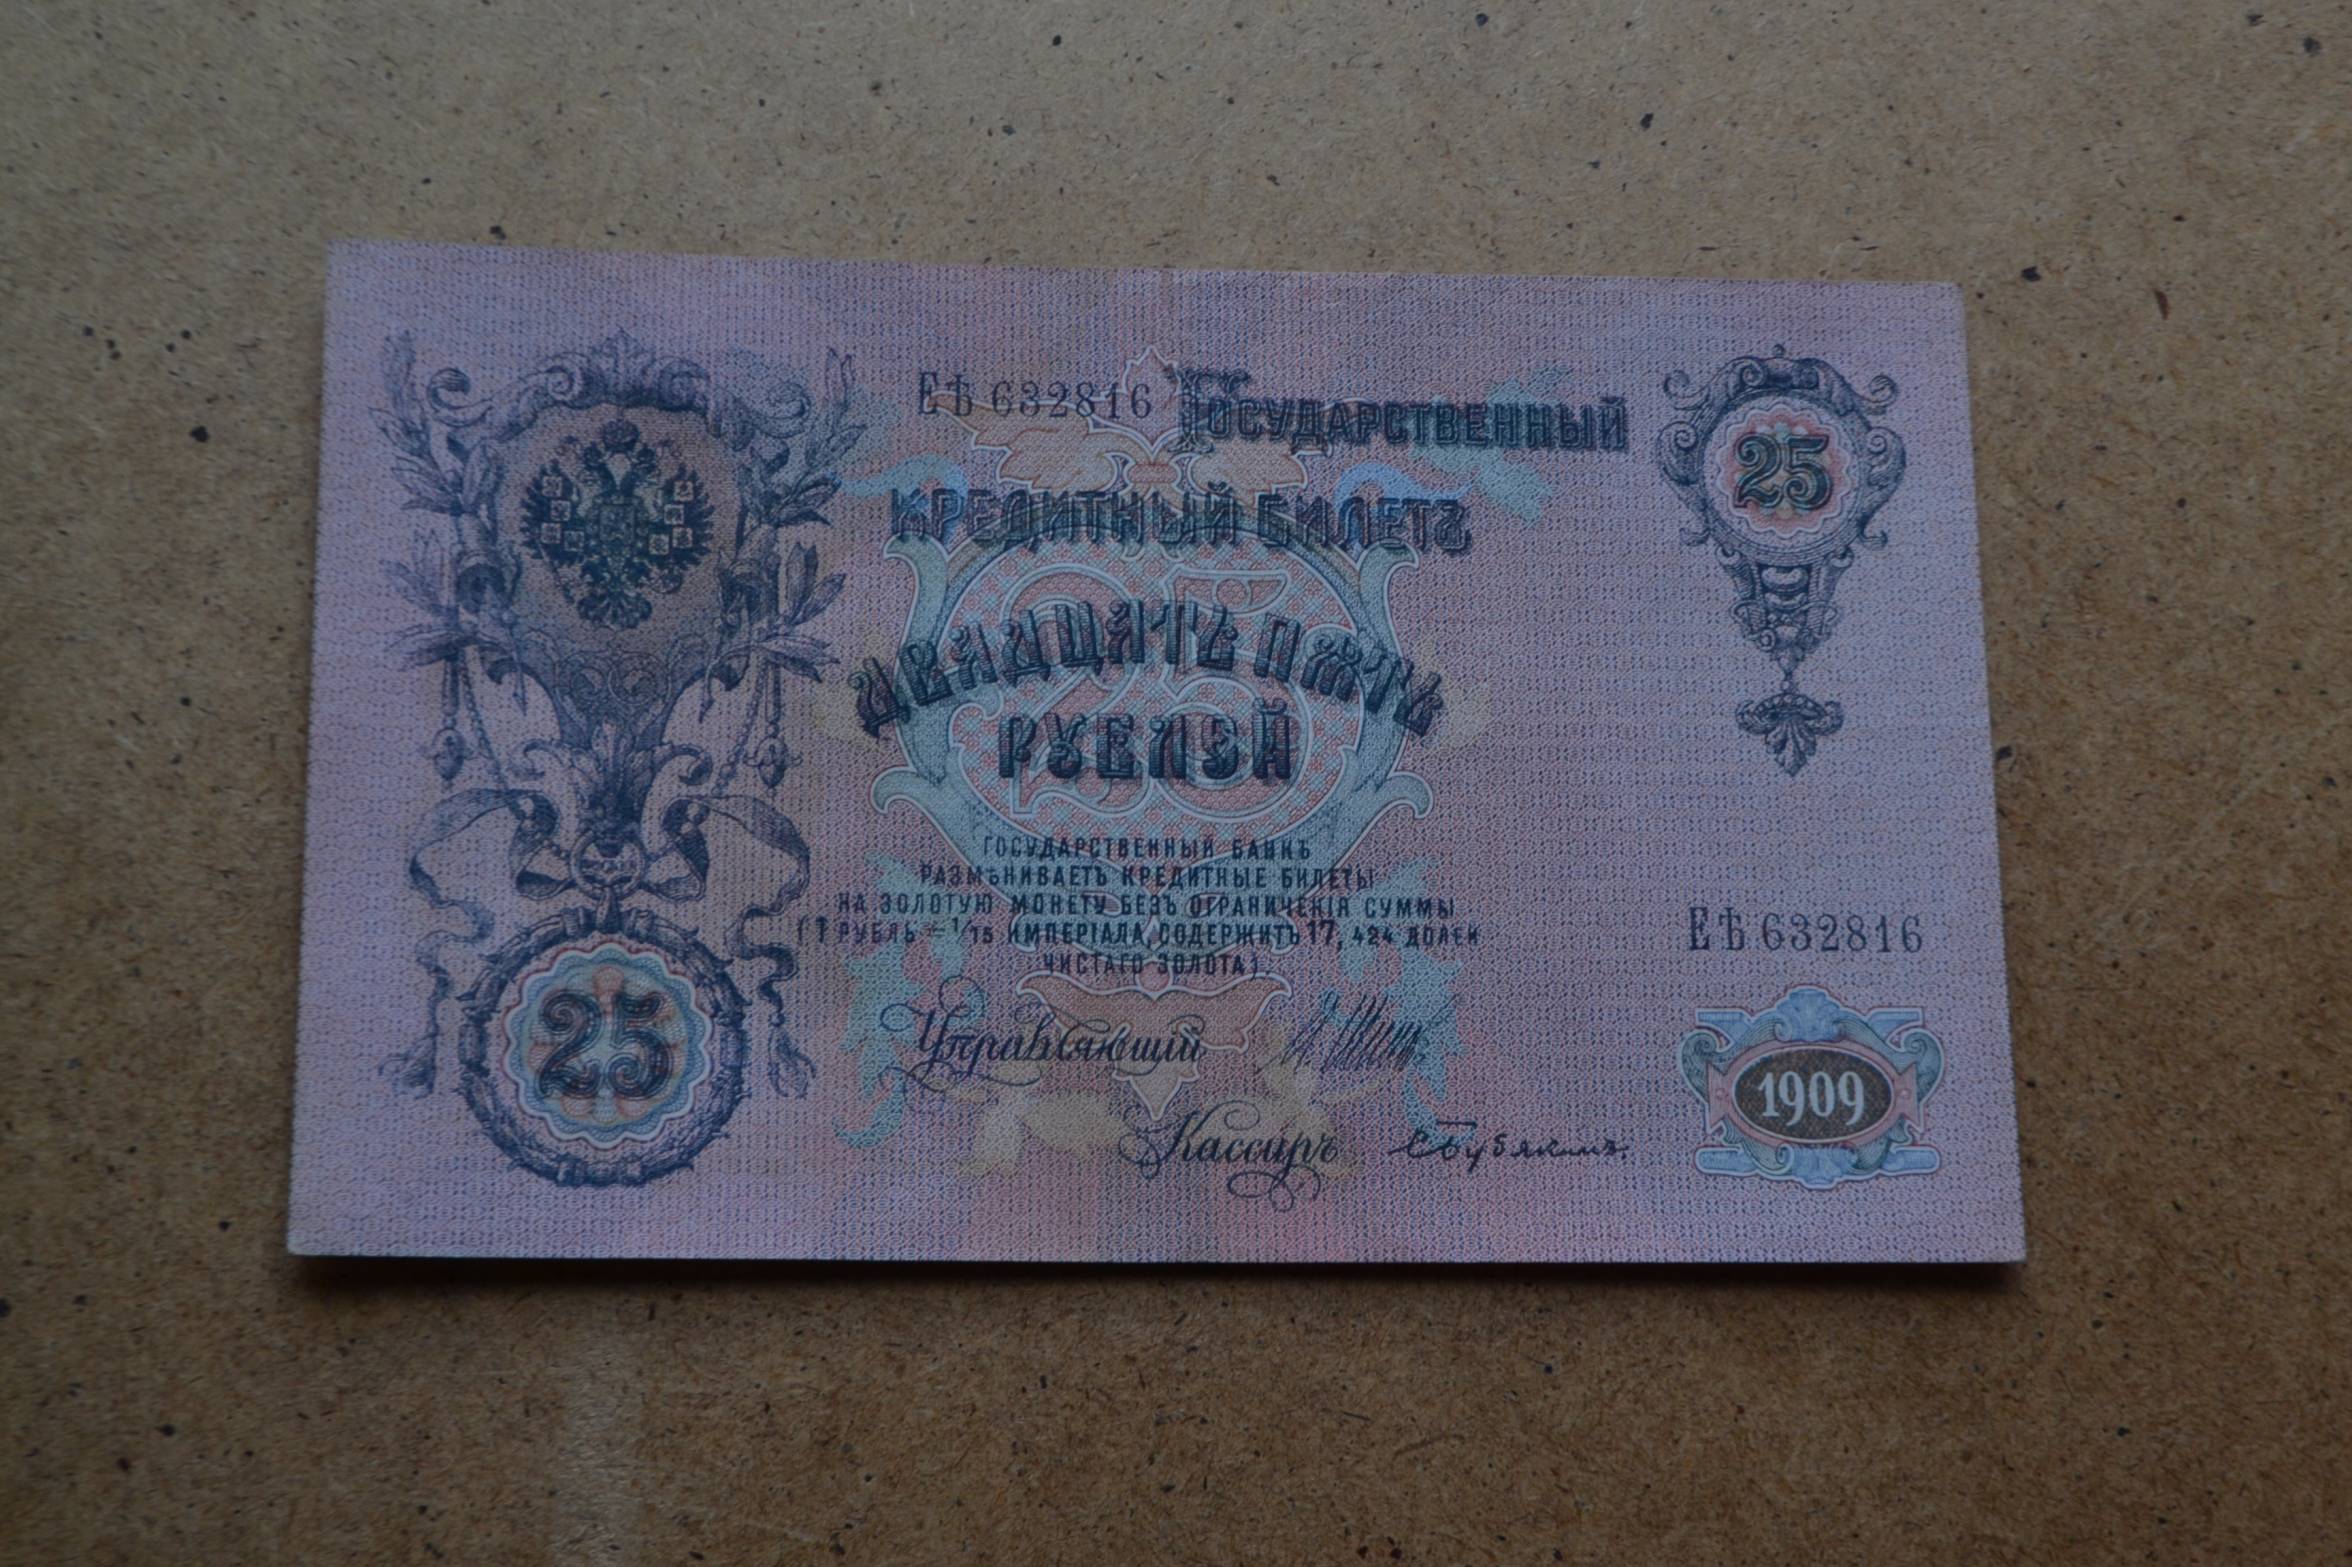 ЕѢ 632816
ГОСУДАРСТВЕННЫЙ
КРЕДИТНЫЙ БИЛЕТЪ
25
25
ДВАДЦАТЬ ПЯТЬ
РУБЛЕЙ
ГОСУДАРСТВЕННЫЙ БАНКЪ
РАЗМѢНИВАЕТЪ КРЕДИТНЫЕ БИЛЕТЫ
НА ЗОЛОТУЮ МОНЕТУ БЕЗЪ ОГРАНИЧЕНІЯ СУММЫ
(1 РУБЛЬ = 1/15 ИМПЕРІАЛА, СОДЕРЖИТЪ 17, 424 ДОЛЕЙ
ЧИСТАГО ЗОЛОТА).
ЕѢ 632816
25
Управляющій
1909
Кассиръ